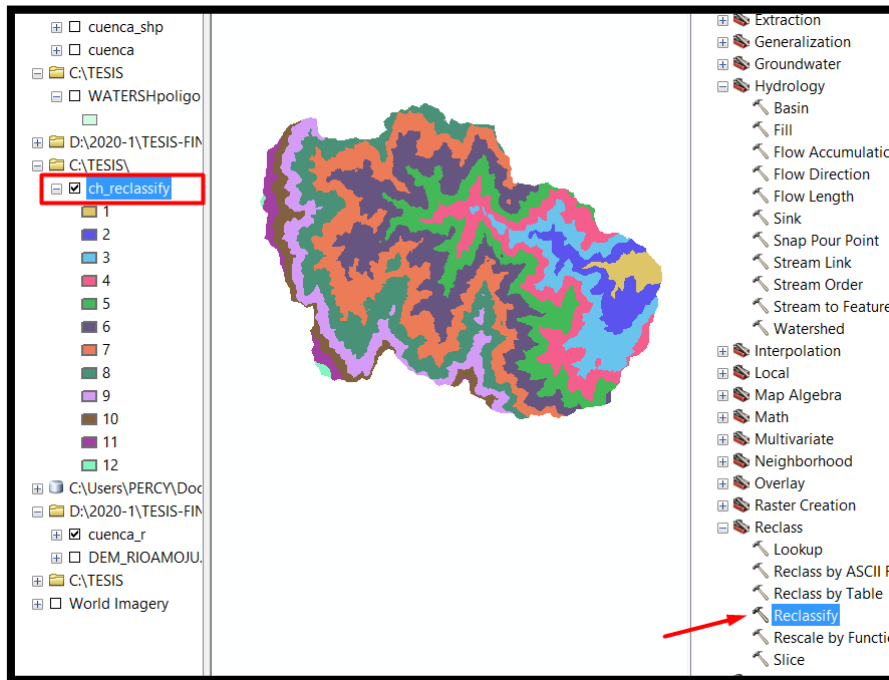 cuenca_shp
cuenca
C:\TESIS
WATERSHpoligo
D:\2020-1\TESIS-FIN
C:\TESIS\
ch_reclassify
1
2
3
4
5
6
7
8
9
10
11
12
C:\Users\PERCY\Doc
D:\2020-1\TESIS-FIN
cuenca_r
DEM_RIOAMOJU.
C:\TESIS
World Imagery
Extraction
Generalization
Groundwater
Hydrology
Basin
Fill
Flow Accumulatio
Flow Direction
Flow Length
Sink
Snap Pour Point
Stream Link
Stream Order
Stream to Feature
Watershed
Interpolation
Local
Map Algebra
Math
Multivariate
Neighborhood
Overlay
Raster Creation
Reclass
Lookup
Reclass by ASCII F
Reclass by Table
Reclassify
Rescale by Functio
Slice